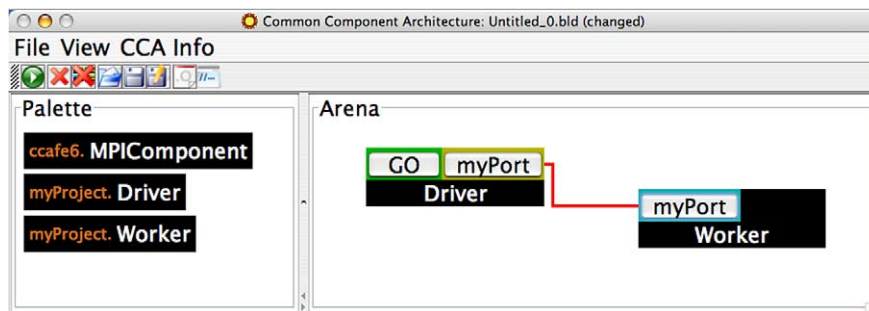 Common Component Architecture: Untitled_0.bld (changed)
File View CCA Info
Palette
ccafe6. MPIComponent
myProject. Driver
myProject. Worker
Arena
GO myPort
Driver
myPort
Worker